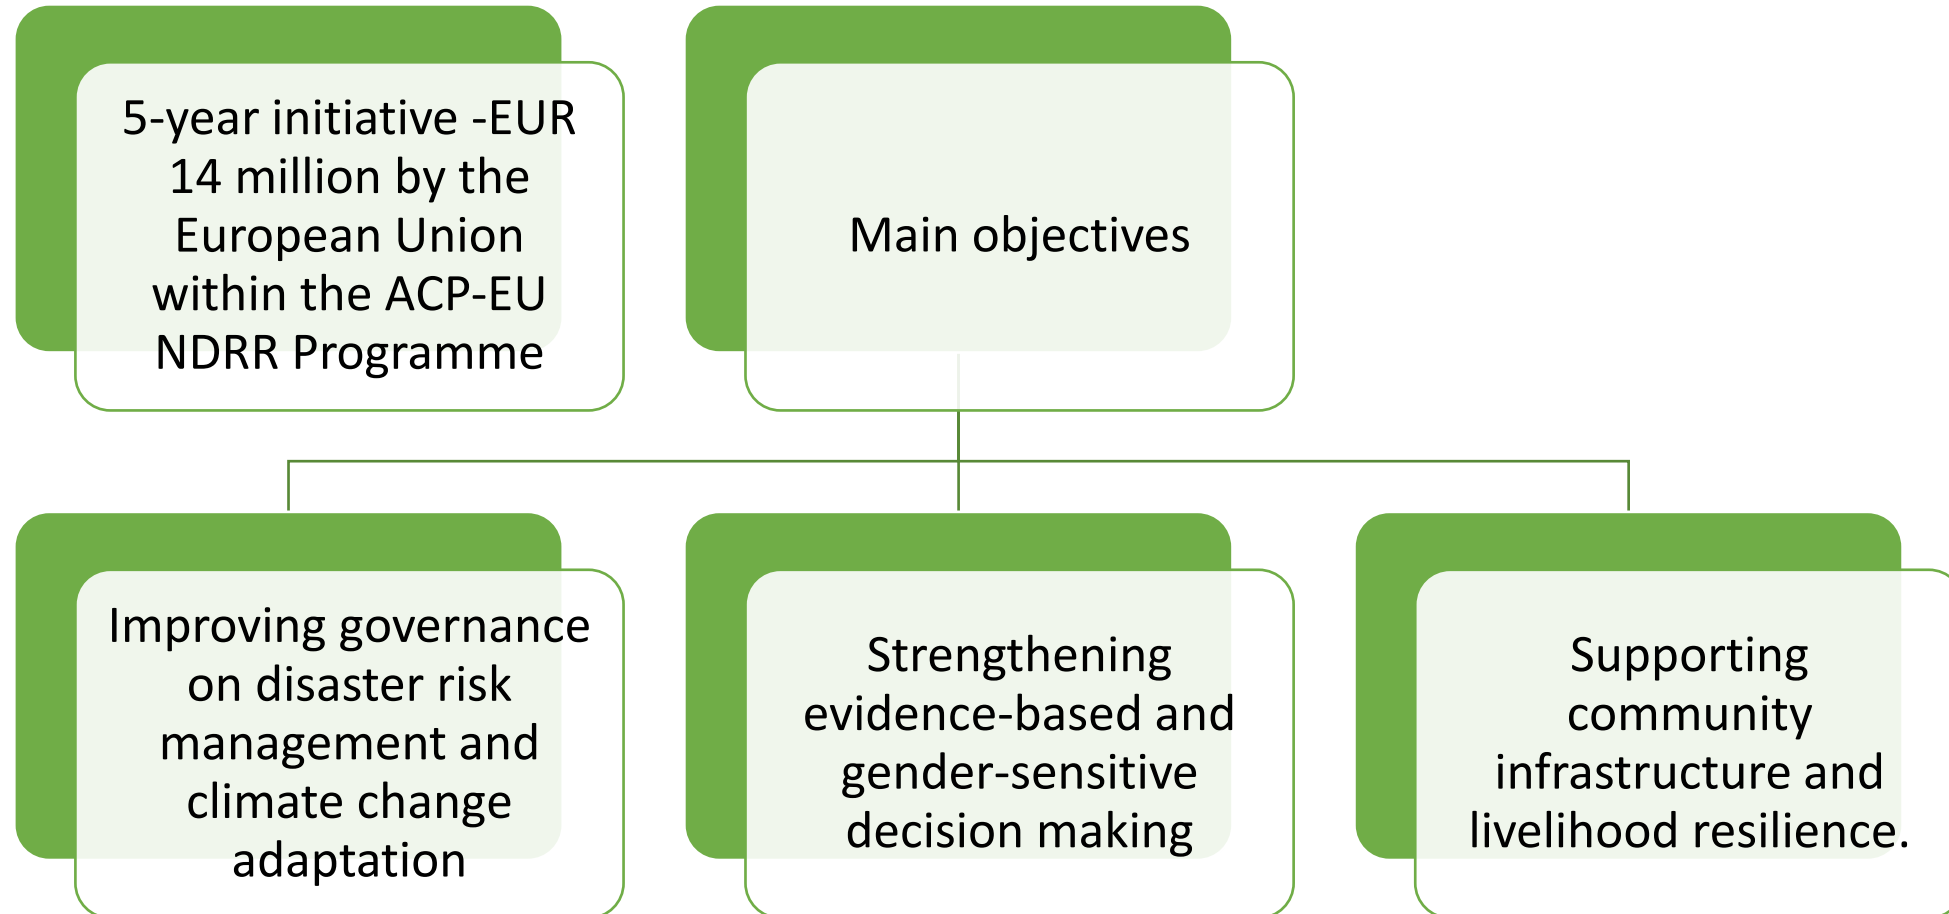 5-year initiative -EUR
14 million by the
European Union
within the ACP-EU
NDRR Programme
Main objectives
Improving governance
on disaster risk
management and
climate change
adaptation
Strengthening
evidence-based and
gender-sensitive
decision making
Supporting
community
infrastructure and
livelihood resilience.